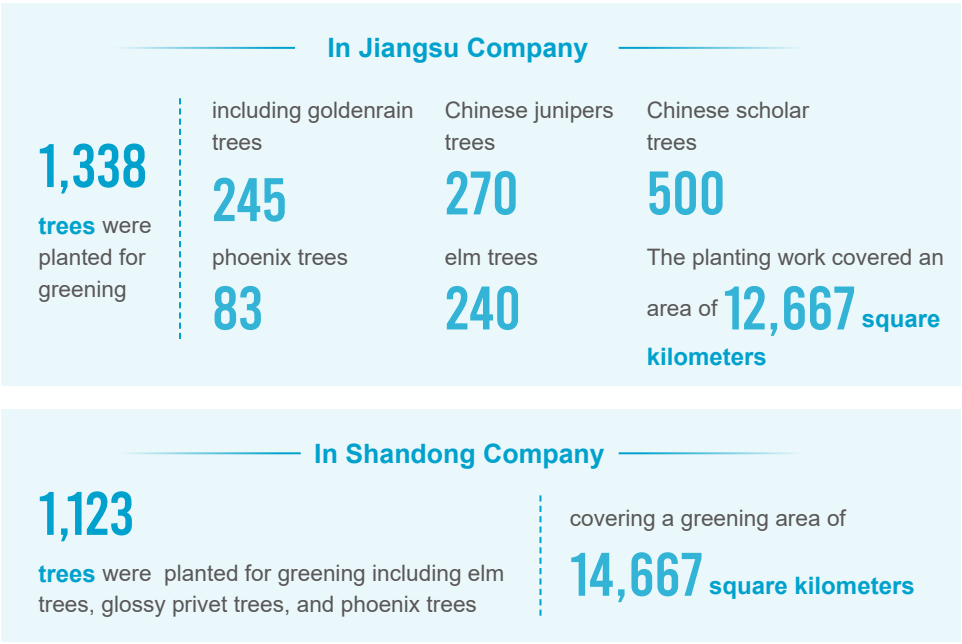 In Jiangsu Company
1,338
trees were
planted for
greening
including goldenrain
trees
245
Chinese junipers
trees
270
Chinese scholar
trees
500
phoenix trees
83
elm trees
240
The planting work covered an
area of 12,667 square
kilometers
In Shandong Company
1,123
trees were planted for greening including elm
trees, glossy privet trees, and phoenix trees
covering a greening area of
14,667 square kilometers